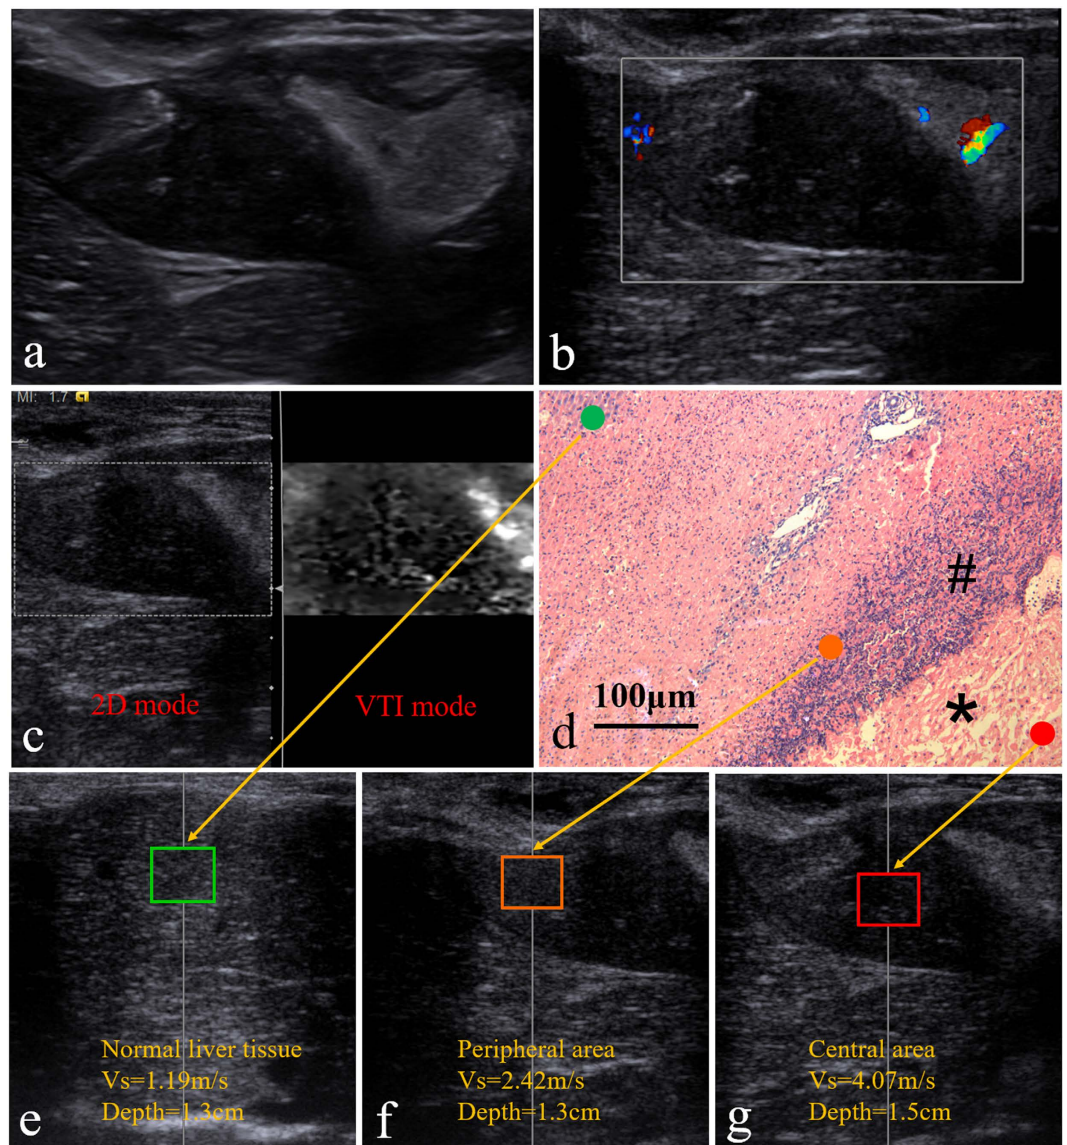 a
b
MI: 1.7
2D mode
VTI mode
c
#
100μm
*
d
Normal liver tissue
Vs=1.19m/s
Depth=1.3cm
e
Peripheral area
Vs=2.42m/s
Depth=1.3cm
f
Central area
Vs=4.07m/s
Depth=1.5cm
g